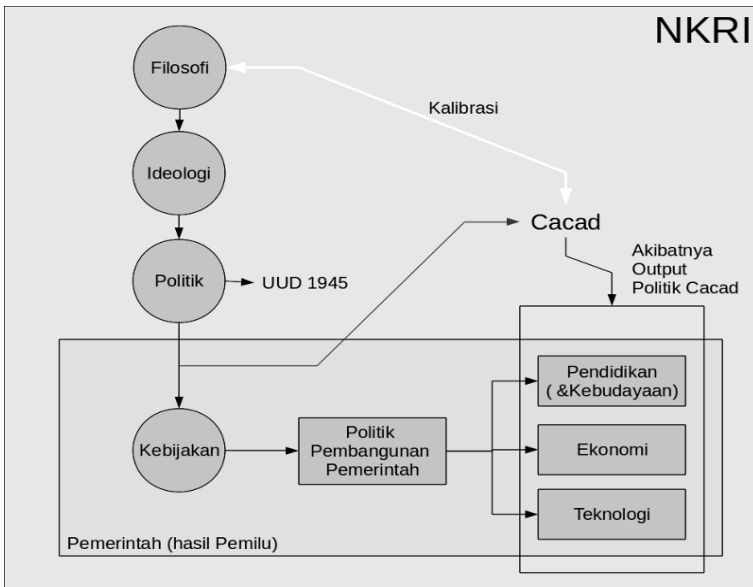 NKRI
Filosofi
Kalibrasi
Ideologi
Cacad
Akibatnya
Output
Politik Cacad
Politik
UUD 1945
Pendidikan
( &Kebudayaan)
Kebijakan
Politik
Pembangunan
Pemerintah
Ekonomi
Teknologi
Pemerintah (hasil Pemilu)